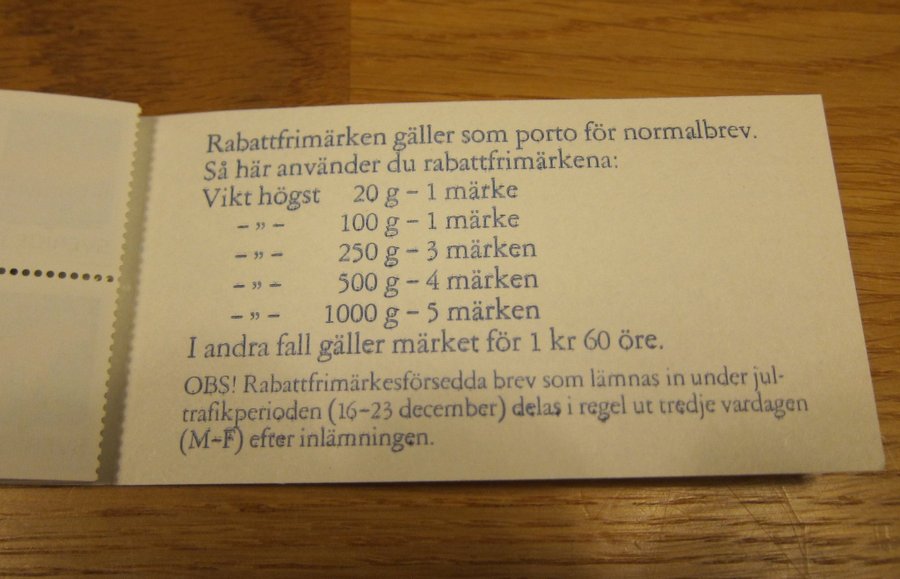 Rabattfrimärken gäller som porto för normalbrev.
Så här använder du rabattfrimärkena:
Vikt högst 20 g – 1 märke
– ” – 100 g – 1 märke
– ” – 250 g – 3 märken
– ” – 500 g – 4 märken
– ” – 1000 g – 5 märken
I andra fall gäller märket för 1 kr 60 öre.
OBS! Rabattfrimärkesförsedda brev som lämnas in under jul-
trafikperioden (16–23 december) delas i regel ut tredje vardagen
(M–F) efter inlämningen.